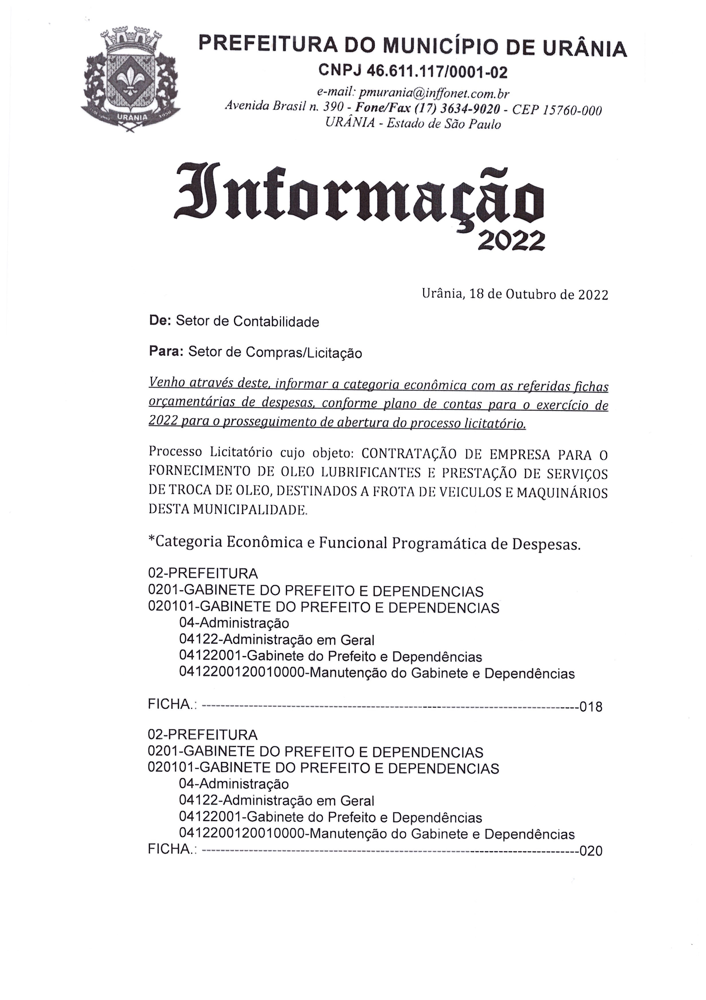 PREFEITURA DO MUNICÍPIO DE URÂNIA
CNPJ 46.611.117/0001-02
e-mail: pmurania@inffonet.com.br
Avenida Brasil n. 390 - Fone/Fax (17) 3634-9020 - CEP 15760-000
URÂNIA - Estado de São Paulo
URÂNIA 1959
Informação
2022
Urânia, 18 de Outubro de 2022
De: Setor de Contabilidade
Para: Setor de Compras/Licitação
Venho através deste, informar a categoria econômica com as referidas fichas
orçamentárias de despesas, conforme plano de contas para o exercício de
2022 para o prosseguimento de abertura do processo licitatório.
Processo Licitatório cujo objeto: CONTRATAÇÃO DE EMPRESA PARA O
FORNECIMENTO DE OLEO LUBRIFICANTES E PRESTAÇÃO DE SERVIÇOS
DE TROCA DE OLEO, DESTINADOS A FROTA DE VEICULOS E MAQUINÁRIOS
DESTA MUNICIPALIDADE.
*Categoria Econômica e Funcional Programática de Despesas.
02-PREFEITURA
0201-GABINETE DO PREFEITO E DEPENDENCIAS
020101-GABINETE DO PREFEITO E DEPENDENCIAS
04-Administração
04122-Administração em Geral
04122001-Gabinete do Prefeito e Dependências
0412200120010000-Manutenção do Gabinete e Dependências
FICHA.: --------------------------------------------------------------------------------018
02-PREFEITURA
0201-GABINETE DO PREFEITO E DEPENDENCIAS
020101-GABINETE DO PREFEITO E DEPENDENCIAS
04-Administração
04122-Administração em Geral
04122001-Gabinete do Prefeito e Dependências
0412200120010000-Manutenção do Gabinete e Dependências
FICHA.: --------------------------------------------------------------------------------020